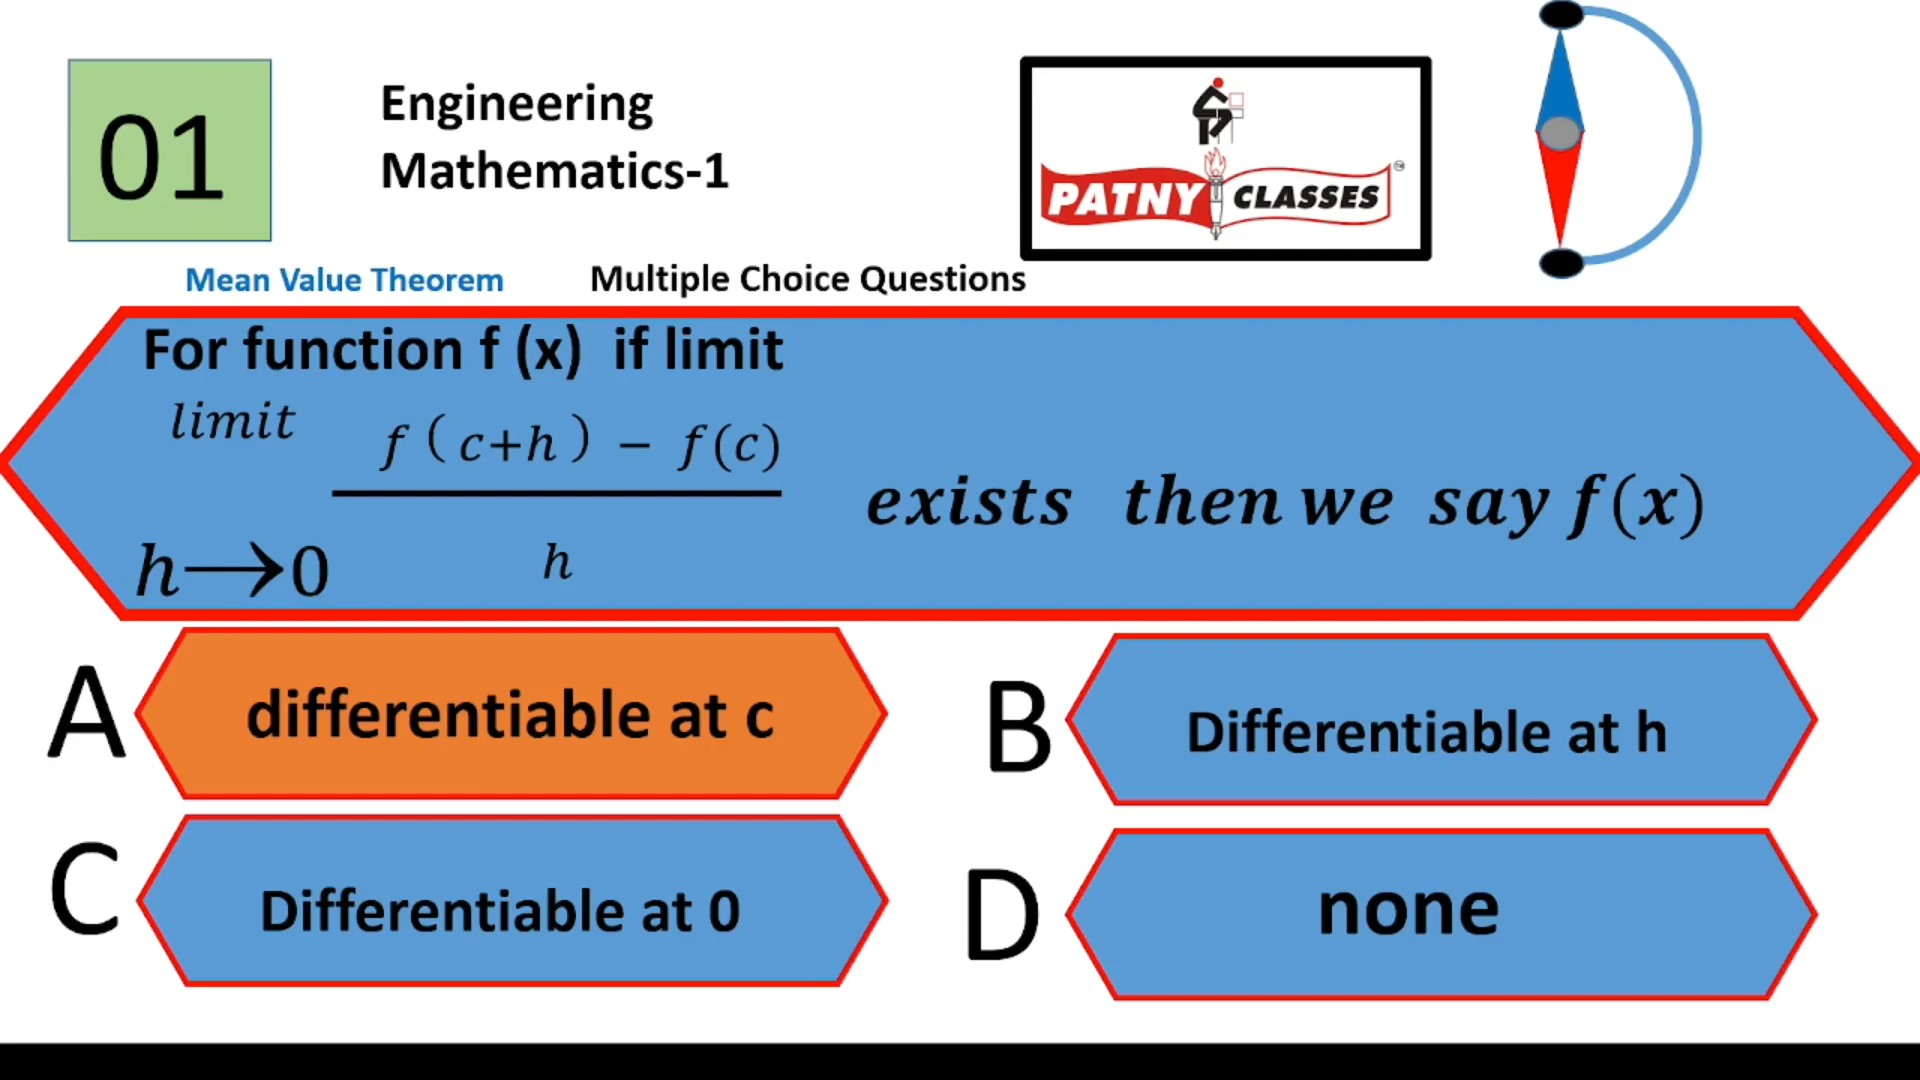 01
Engineering
Mathematics-1
PATNY CLASSES
TM
Mean Value Theorem Multiple Choice Questions
For function f (x) if limit
limit f ( c+h ) − f(c)
exists then we say f(x)
h→0 h
A differentiable at c
B Differentiable at h
C Differentiable at 0
D none